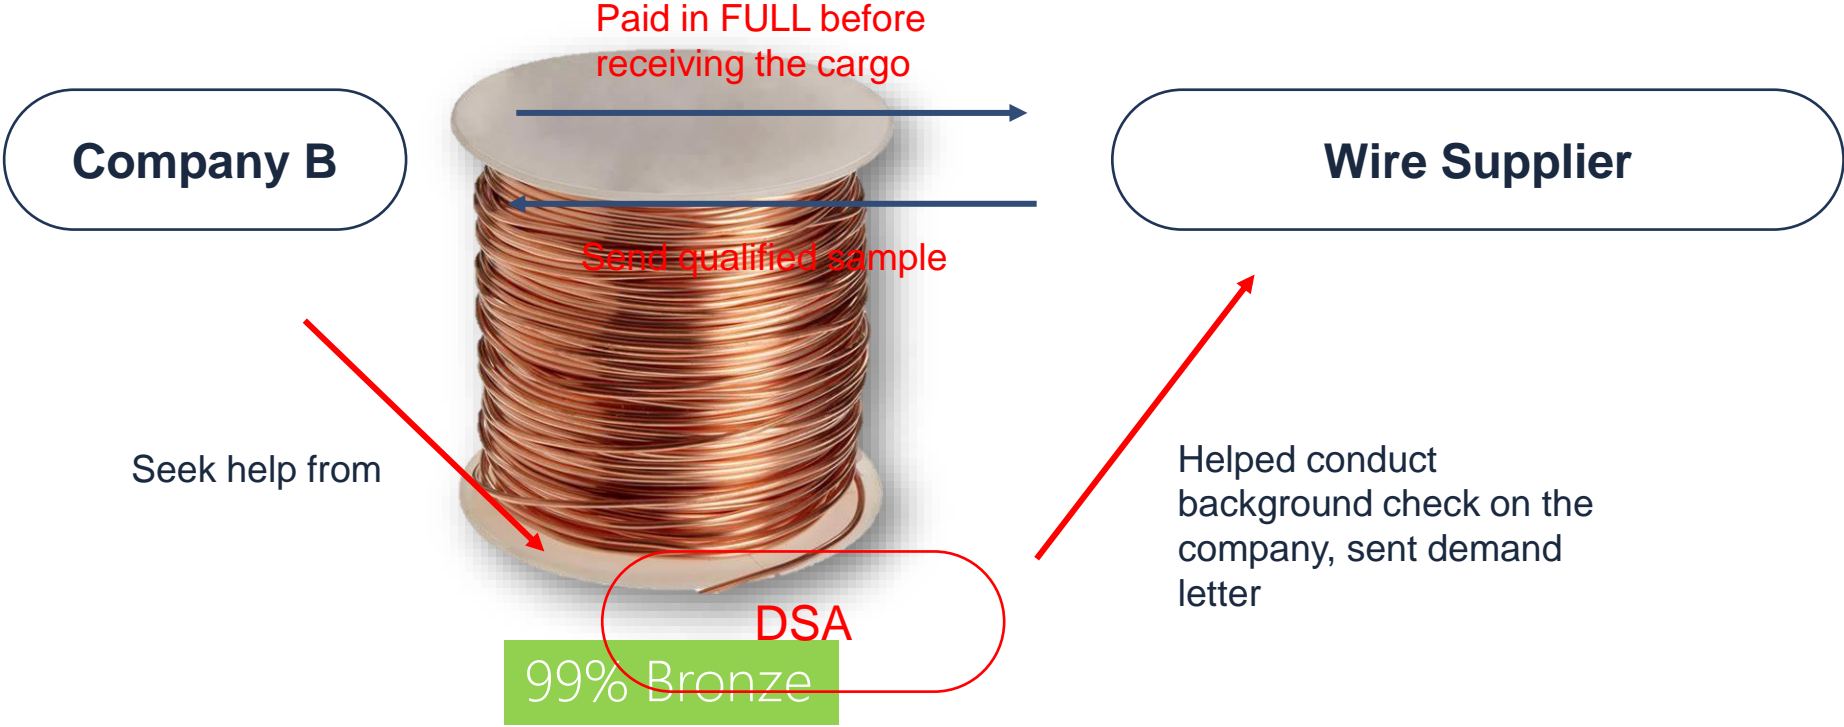 Paid in FULL before
receiving the cargo
Company B
Wire Supplier
Send qualified sample
Seek help from
Helped conduct
background check on the
company, sent demand
letter
DSA
99% Bronze